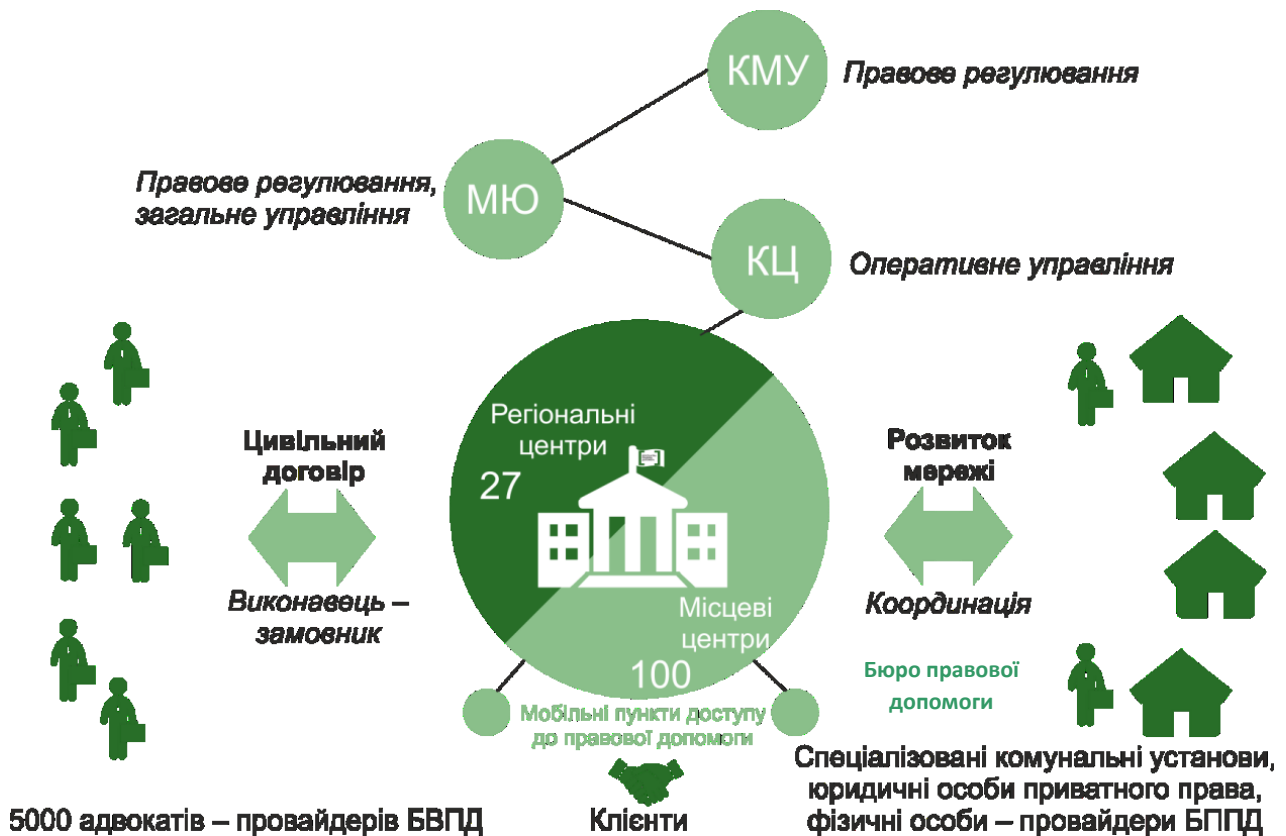 КМУ
Правове регулювання
МЮ
Правове регулювання,
загальне управління
КЦ
Оперативне управління
Регіональні
центри
27
Місцеві
центри
100
Цивільний
договір
Виконавець –
замовник
Розвиток
мережі
Координація
Бюро правової
допомоги
Мобільні пункти доступу
до правової допомоги
5000 адвокатів – провайдерів БВПД
Клієнти
Спеціалізовані комунальні установи,
юридичні особи приватного права,
фізичні особи – провайдери БППД